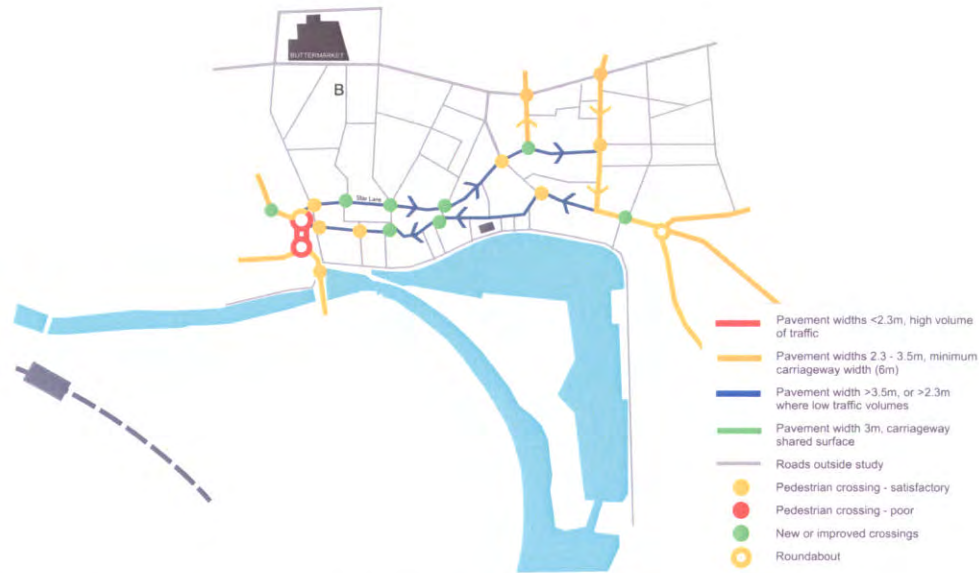 BUTTERMARKET
B
Star Lane
Pavement widths <2.3m, high volume
of traffic
Pavement widths 2.3 - 3.5m, minimum
carriageway width (6m)
Pavement width >3.5m, or >2.3m
where low traffic volumes
Pavement width 3m, carriageway
shared surface
Roads outside study
Pedestrian crossing - satisfactory
Pedestrian crossing - poor
New or improved crossings
Roundabout